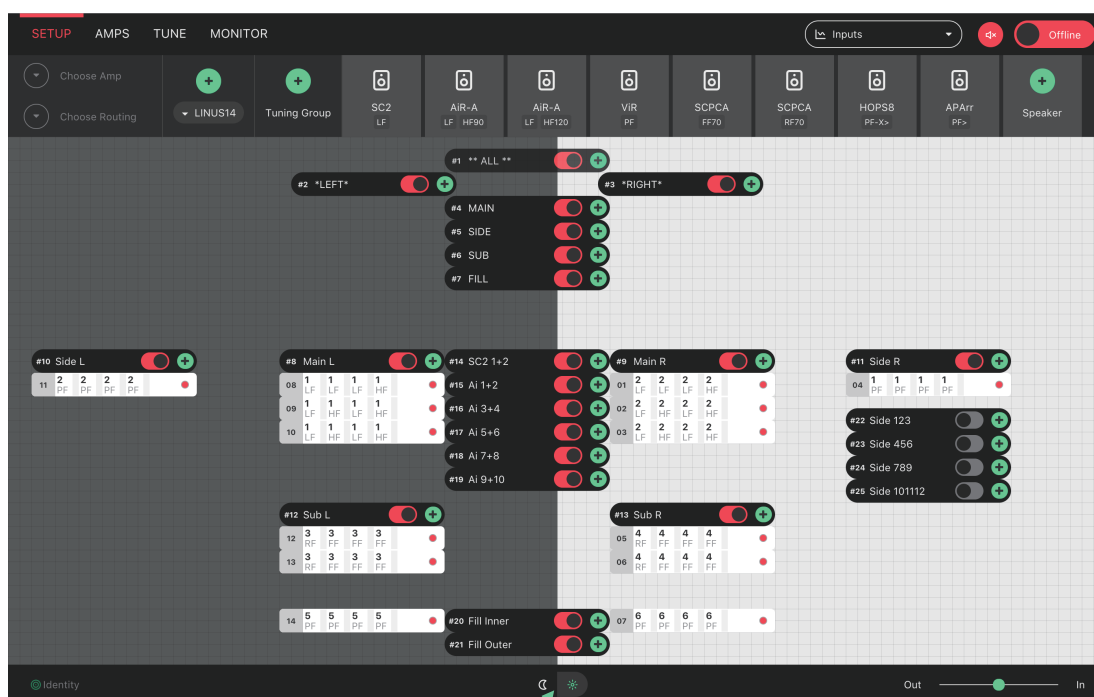 SETUP AMPS TUNE MONITOR Inputs Offline
Choose Amp
Choose Routing
LINUS14
Tuning Group
SC2
LF
AiR-A
LF HF90
AiR-A
LF HF120
ViR
PF
SCPCA
FF70
SCPCA
RF70
HOPS8
PF-X>
APArr
PF>
Speaker
#1 ** ALL **
#2 *LEFT* #3 *RIGHT*
#4 MAIN
#5 SIDE
#6 SUB
#7 FILL
#10 Side L #8 Main L #14 SC2 1+2 #9 Main R #11 Side R
11 2 2 2 2
PF PF PF PF
08 1 1 1 1
LF LF LF HF
#15 Ai 1+2
01 2 2 2 2
LF LF LF HF
04 1 1 1 1
PF PF PF PF
09 1 1 1 1
LF HF LF HF
#16 Ai 3+4
02 2 2 2 2
LF HF LF HF
#22 Side 123
10 1 1 1 1
LF HF LF HF
#17 Ai 5+6
03 2 2 2 2
LF HF LF HF
#23 Side 456
#18 Ai 7+8 #24 Side 789
#19 Ai 9+10 #25 Side 101112
#12 Sub L #13 Sub R
12 3 3 3 3
RF FF FF FF
05 4 4 4 4
RF FF FF FF
13 3 3 3 3
RF FF FF FF
06 4 4 4 4
RF FF FF FF
14 5 5 5 5
PF PF PF PF
#20 Fill Inner
07 6 6 6 6
PF PF PF PF
#21 Fill Outer
Identity Out In